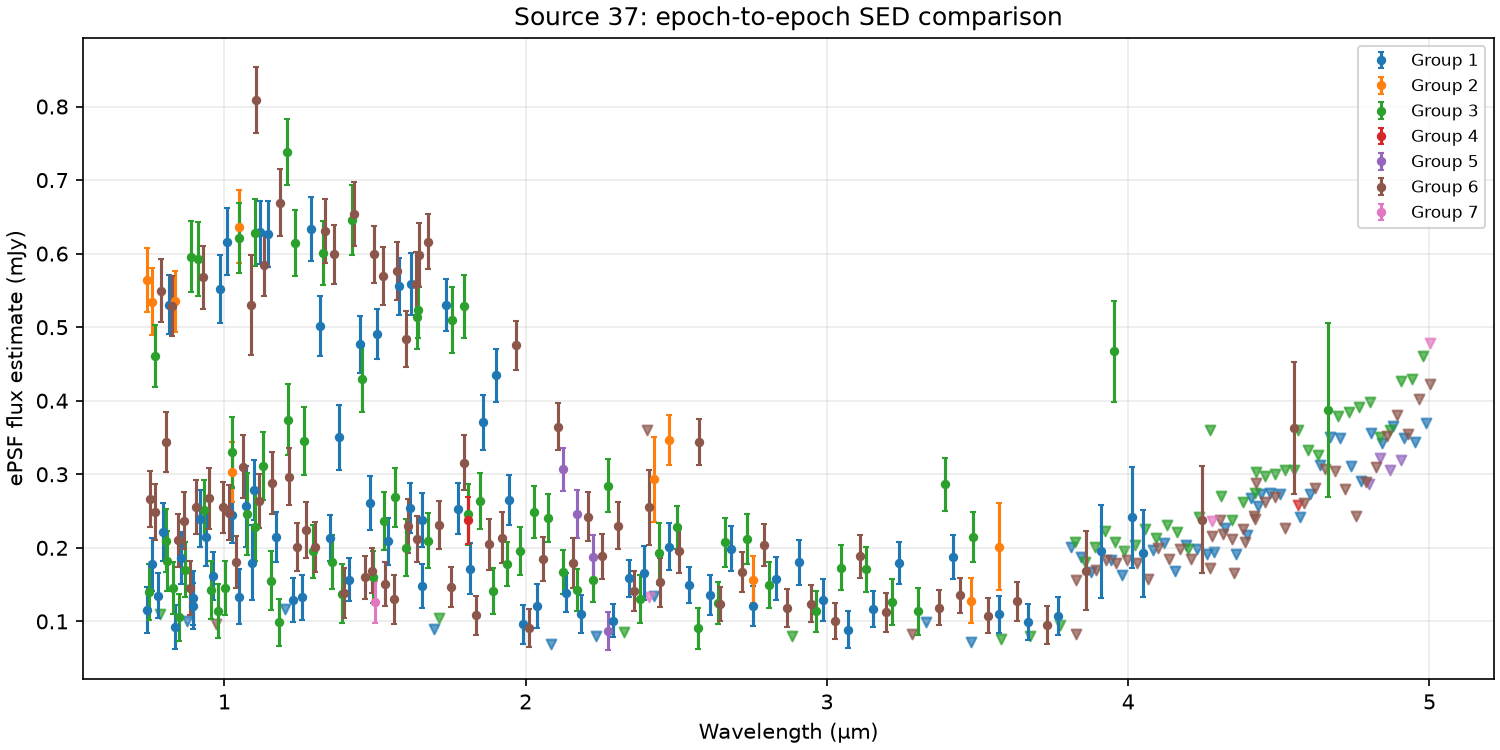 Source 37: epoch-to-epoch SED comparison
ePSF flux estimate (mJy)
0.8
0.7
0.6
0.5
0.4
0.3
0.2
0.1
Group 1
Group 2
Group 3
Group 4
Group 5
Group 6
Group 7
1 2 3 4 5
Wavelength (µm)